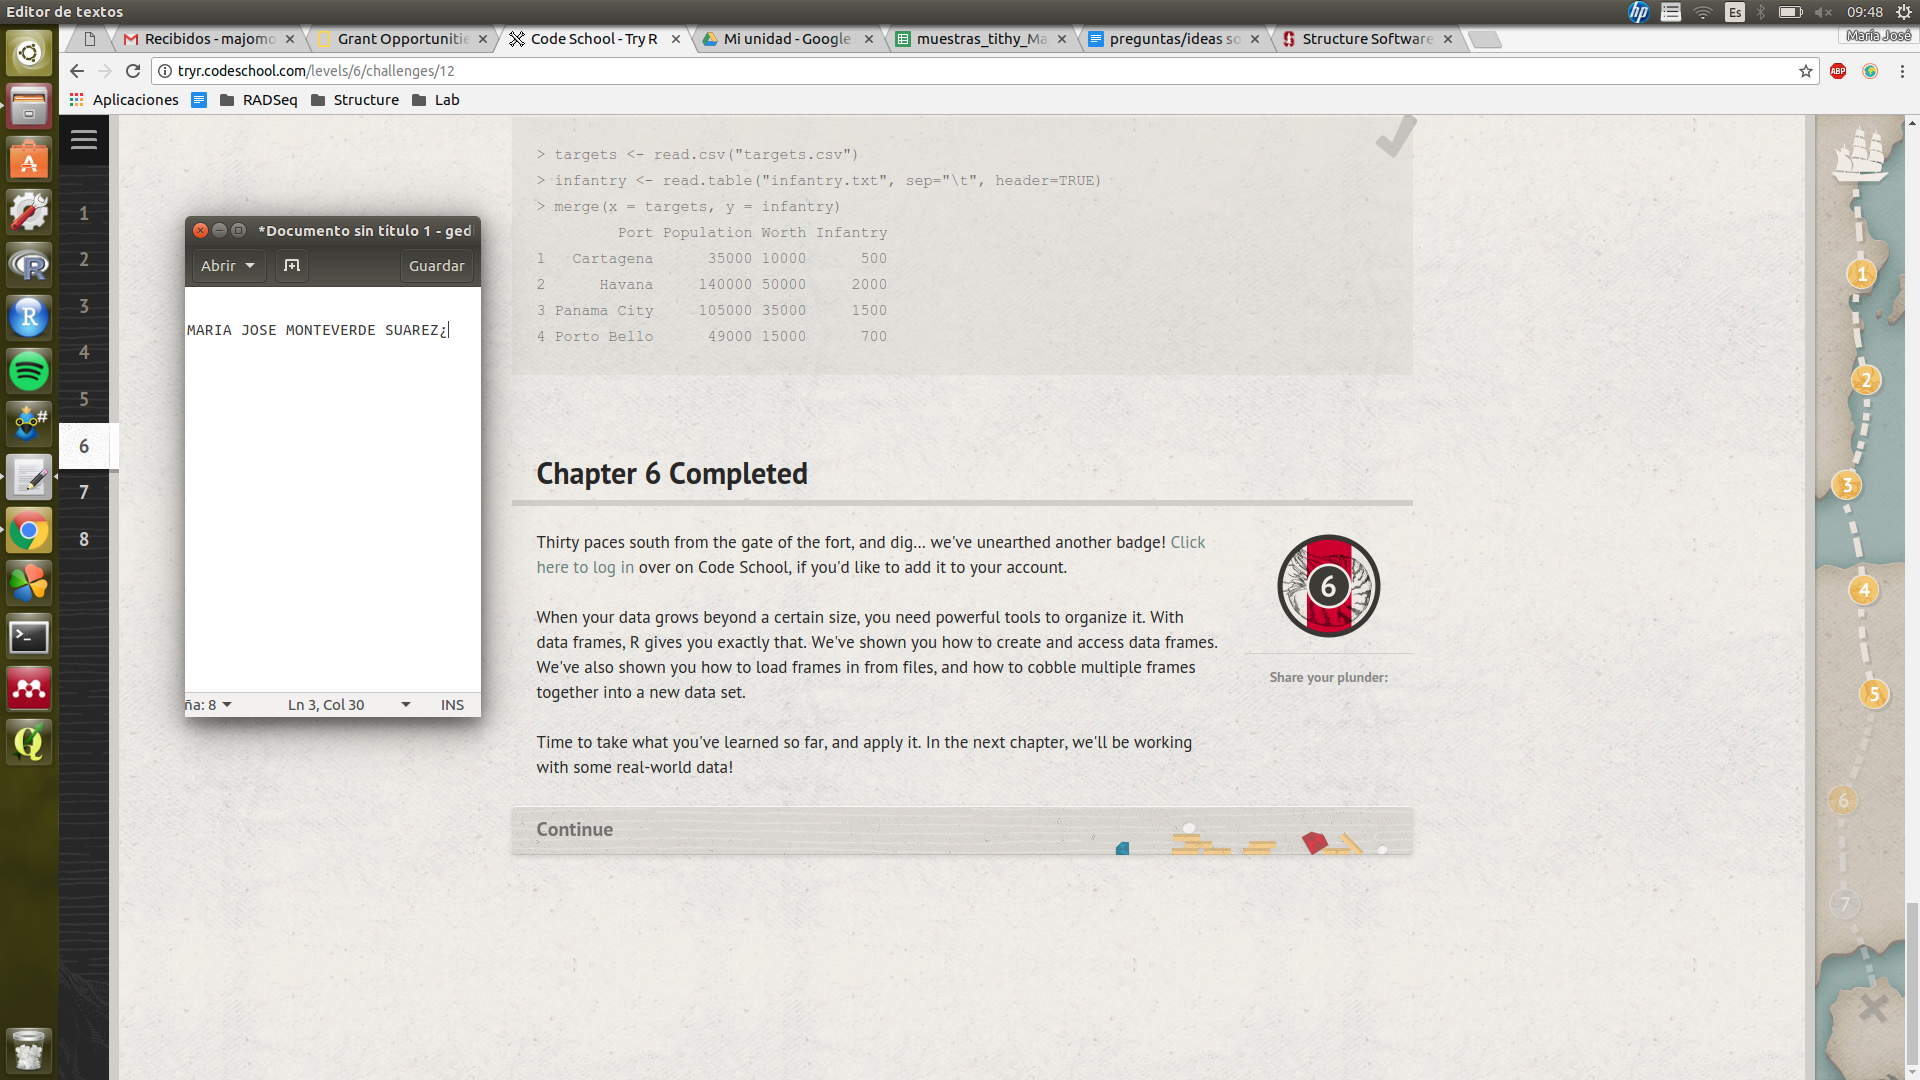 Editor de textos
hp
Es
09:48
Recibidos - majomo
Grant Opportunitie
Code School - Try R
Mi unidad - Google
muestras_tithy_Ma
preguntas/ideas so
Structure Software
María José
tryr.codeschool.com/levels/6/challenges/12
ABP
Aplicaciones
RADSeq
Structure
Lab
> targets <- read.csv("targets.csv")
> infantry <- read.table("infantry.txt", sep="\t", header=TRUE)
> merge(x = targets, y = infantry)
Port Population Worth Infantry
1 Cartagena 35000 10000 500
2 Havana 140000 50000 2000
3 Panama City 105000 35000 1500
4 Porto Bello 49000 15000 700
1
2
3
4
5
6
7
8
*Documento sin título 1 - ged
Abrir
Guardar
MARIA JOSE MONTEVERDE SUAREZ¿
ña: 8
Ln 3, Col 30
INS
Chapter 6 Completed
Thirty paces south from the gate of the fort, and dig... we've unearthed another badge! Click
here to log in over on Code School, if you'd like to add it to your account.
When your data grows beyond a certain size, you need powerful tools to organize it. With
data frames, R gives you exactly that. We've shown you how to create and access data frames.
We've also shown you how to load frames in from files, and how to cobble multiple frames
together into a new data set.
Time to take what you've learned so far, and apply it. In the next chapter, we'll be working
with some real-world data!
6
Share your plunder:
Continue
1
2
3
4
5
6
7